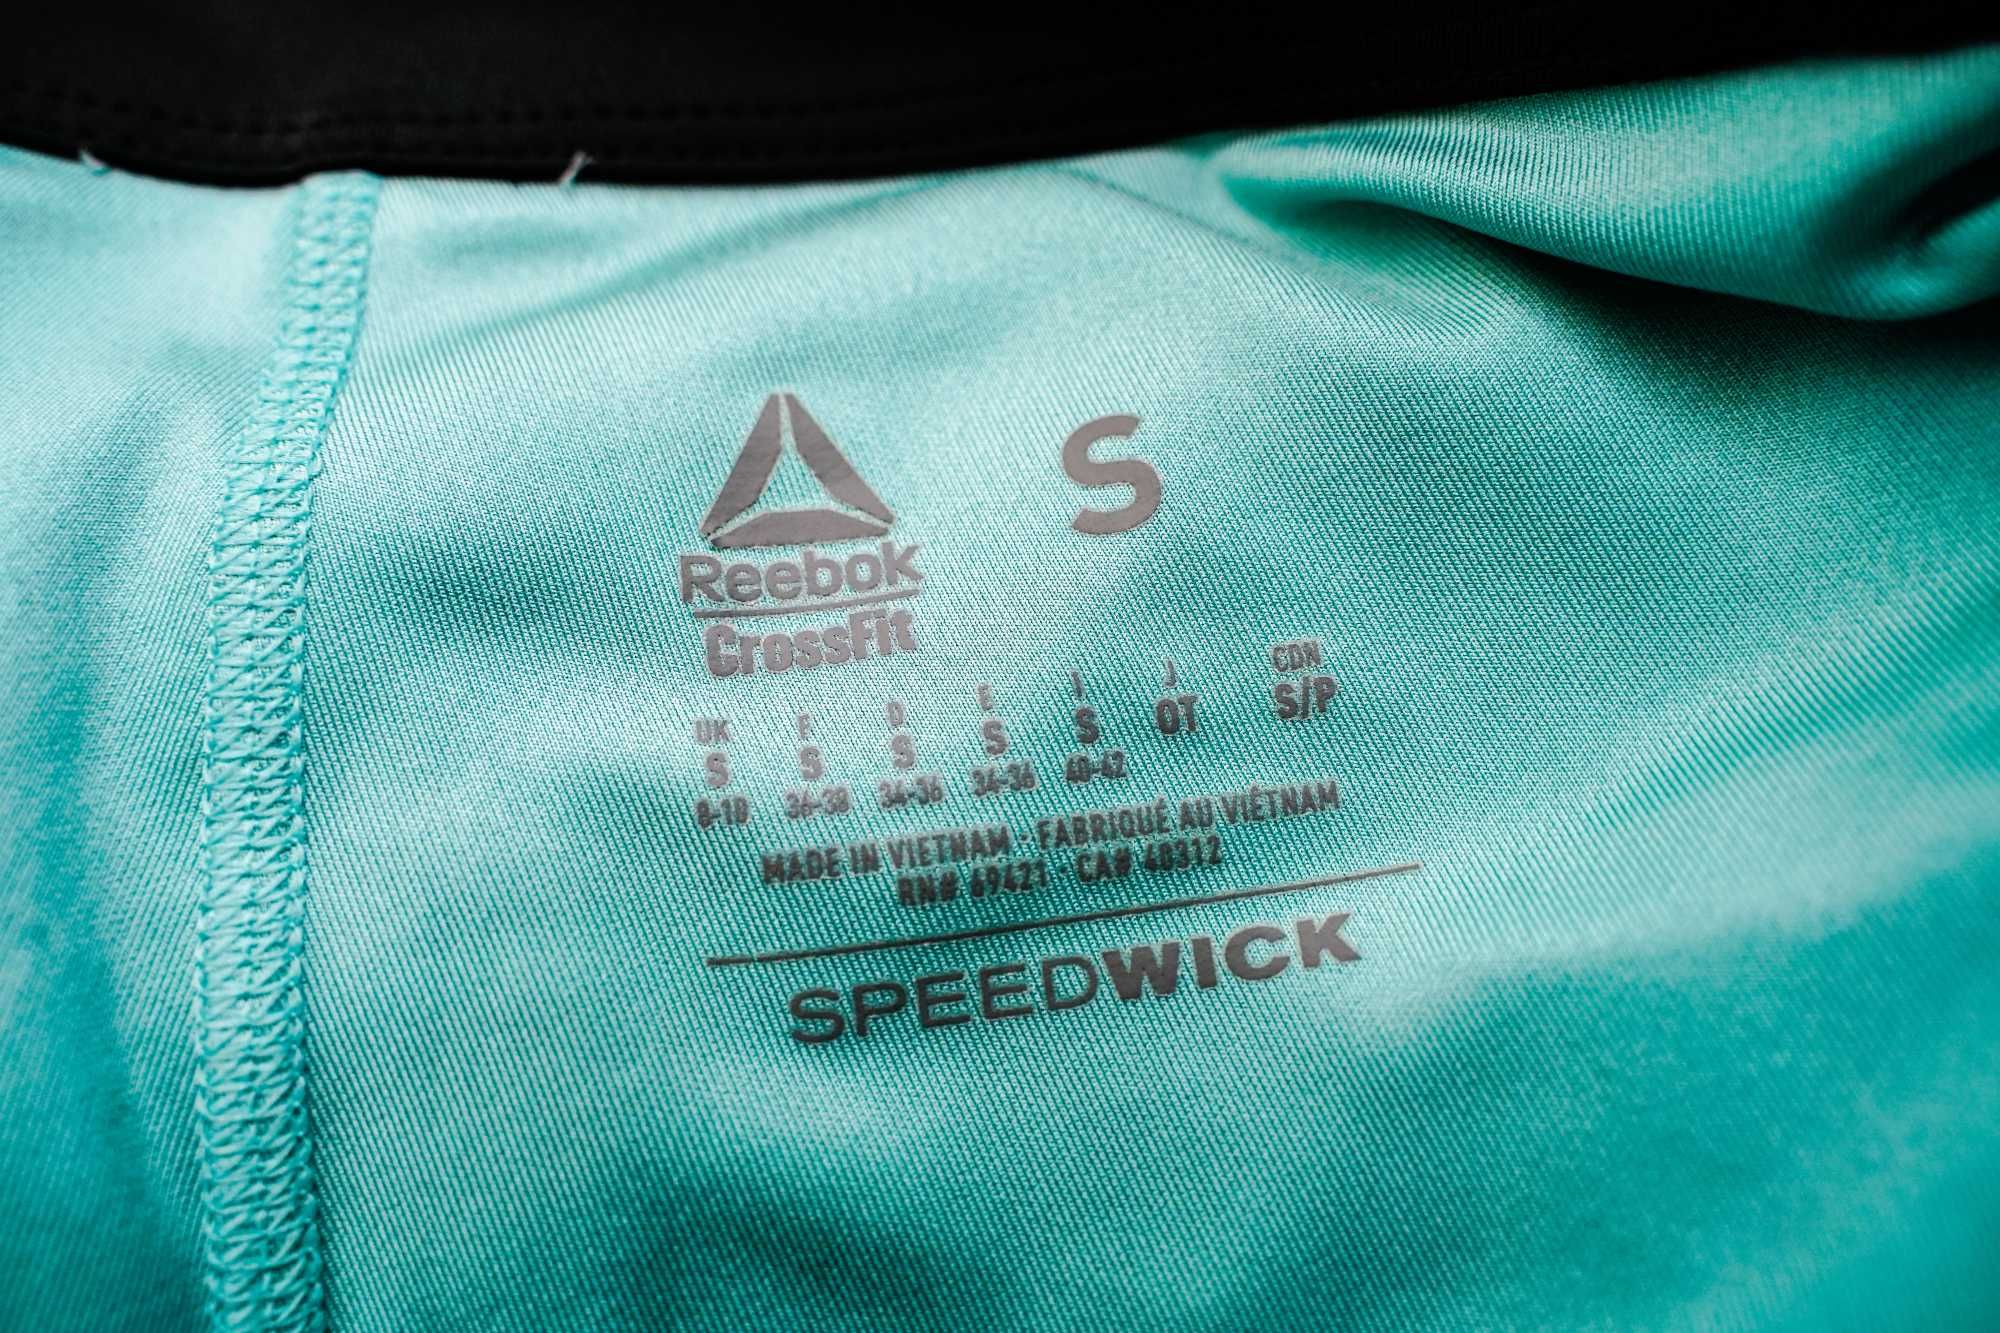 S
Reebok
CrossFit
UK F D E I J CDN
S S S S S OT S/P
8-10 36-38 34-36 34-36 40-42
MADE IN VIETNAM · FABRIQUÉ AU VIÉTNAM
RN# 69421 · CA# 40312
SPEEDWICK